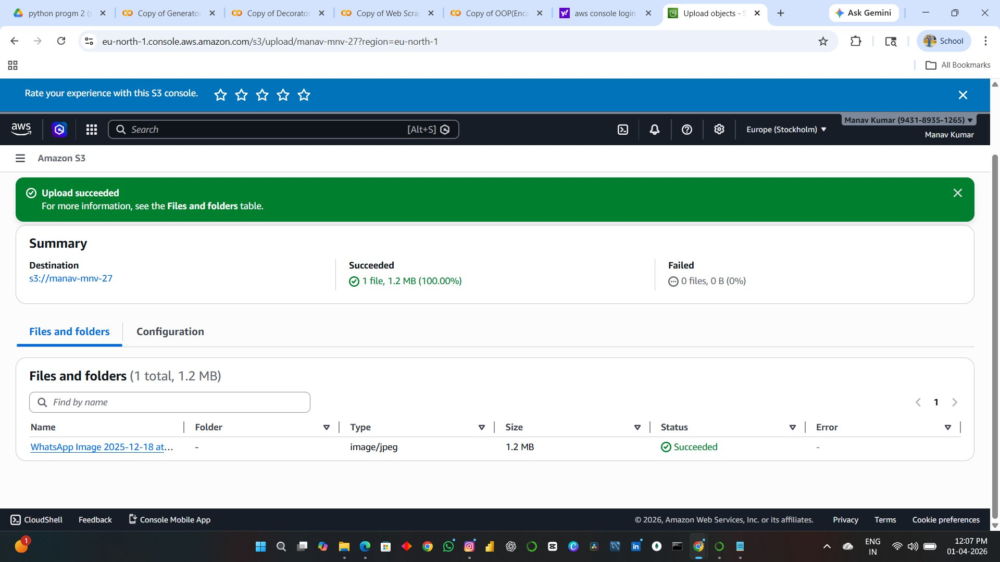 python progm 2 (s
Copy of Generator
Copy of Decorator
Copy of Web Scrap
Copy of OOP(Enca
aws console login
Upload objects - S
Ask Gemini
eu-north-1.console.aws.amazon.com/s3/upload/manav-mnv-27?region=eu-north-1
School
All Bookmarks
Rate your experience with this S3 console.
aws
Search
[Alt+S]
Europe (Stockholm)
Manav Kumar (9431-8935-1265)
Manav Kumar
Amazon S3
Upload succeeded
For more information, see the Files and folders table.
Summary
Destination
s3://manav-mnv-27
Succeeded
1 file, 1.2 MB (100.00%)
Failed
0 files, 0 B (0%)
Files and folders
Configuration
Files and folders (1 total, 1.2 MB)
Find by name
1
Name
Folder
Type
Size
Status
Error
WhatsApp Image 2025-12-18 at...
-
image/jpeg
1.2 MB
Succeeded
-
CloudShell
Feedback
Console Mobile App
© 2026, Amazon Web Services, Inc. or its affiliates.
Privacy
Terms
Cookie preferences
1
ENG
IN
12:07 PM
01-04-2026